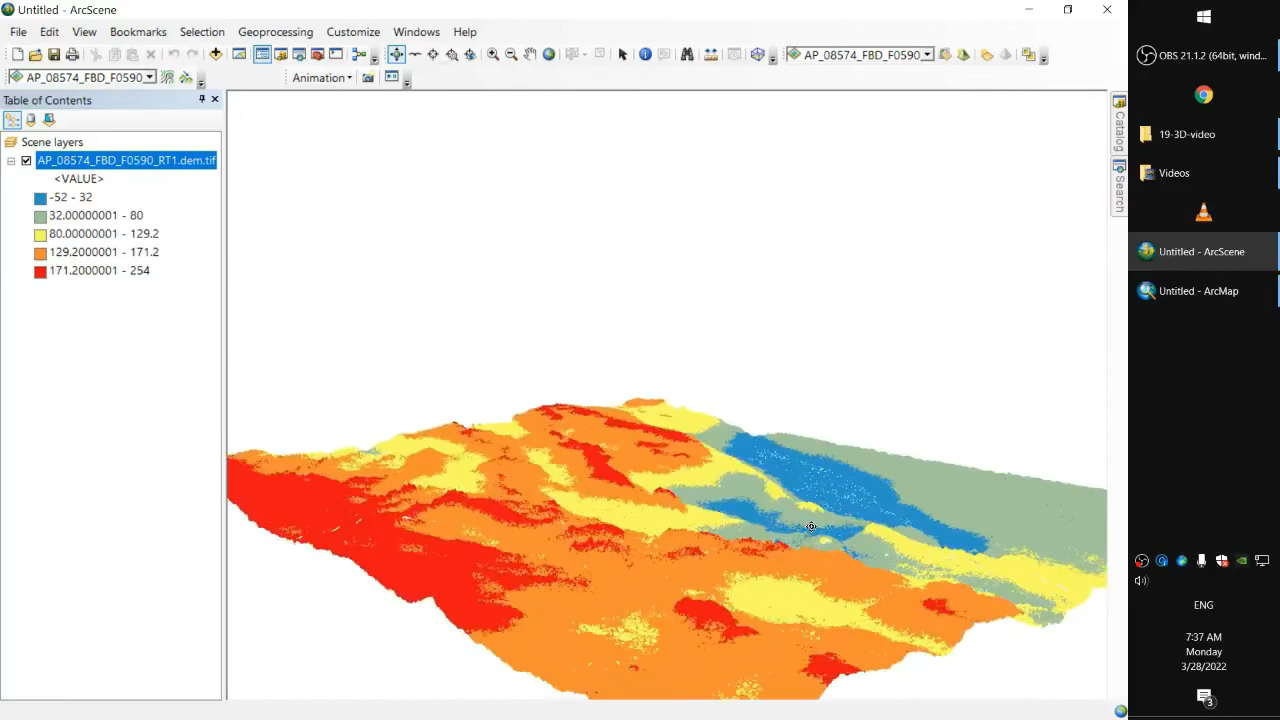 Untitled - ArcScene
File Edit View Bookmarks Selection Geoprocessing Customize Windows Help
AP_08574_FBD_F0590
AP_08574_FBD_F0590
Animation
Table of Contents
Scene layers
AP_08574_FBD_F0590_RT1.dem.tif
<VALUE>
-52 - 32
32.00000001 - 80
80.00000001 - 129.2
129.2000001 - 171.2
171.2000001 - 254
Catalog
Search
OBS 21.1.2 (64bit, wind...
19-3D-video
Videos
Untitled - ArcScene
Untitled - ArcMap
ENG
7:37 AM
Monday
3/28/2022
3